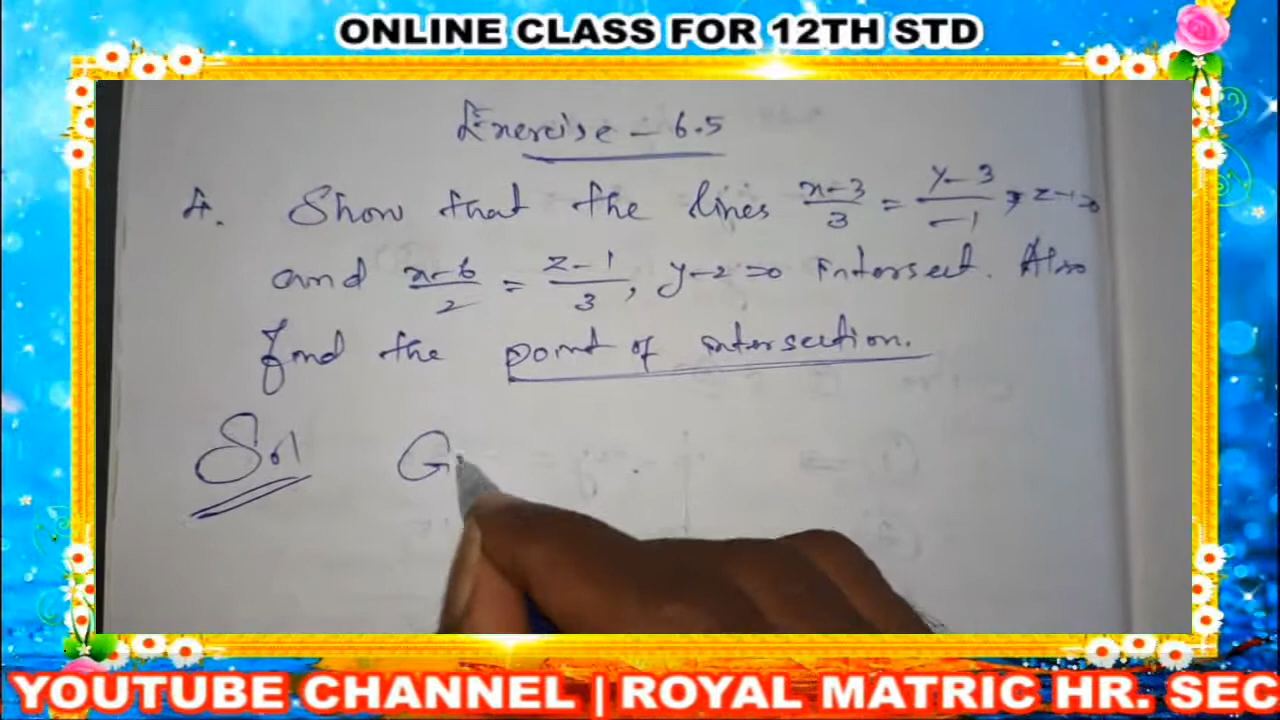 ONLINE CLASS FOR 12TH STD
Exercise - 6.5
4. Show that the lines x-3/3 = y-3/-1, z-1=0
and x-6/2 = z-1/3, y-2=0 intersect. Also
find the point of intersection.
Sol G
YOUTUBE CHANNEL | ROYAL MATRIC HR. SEC